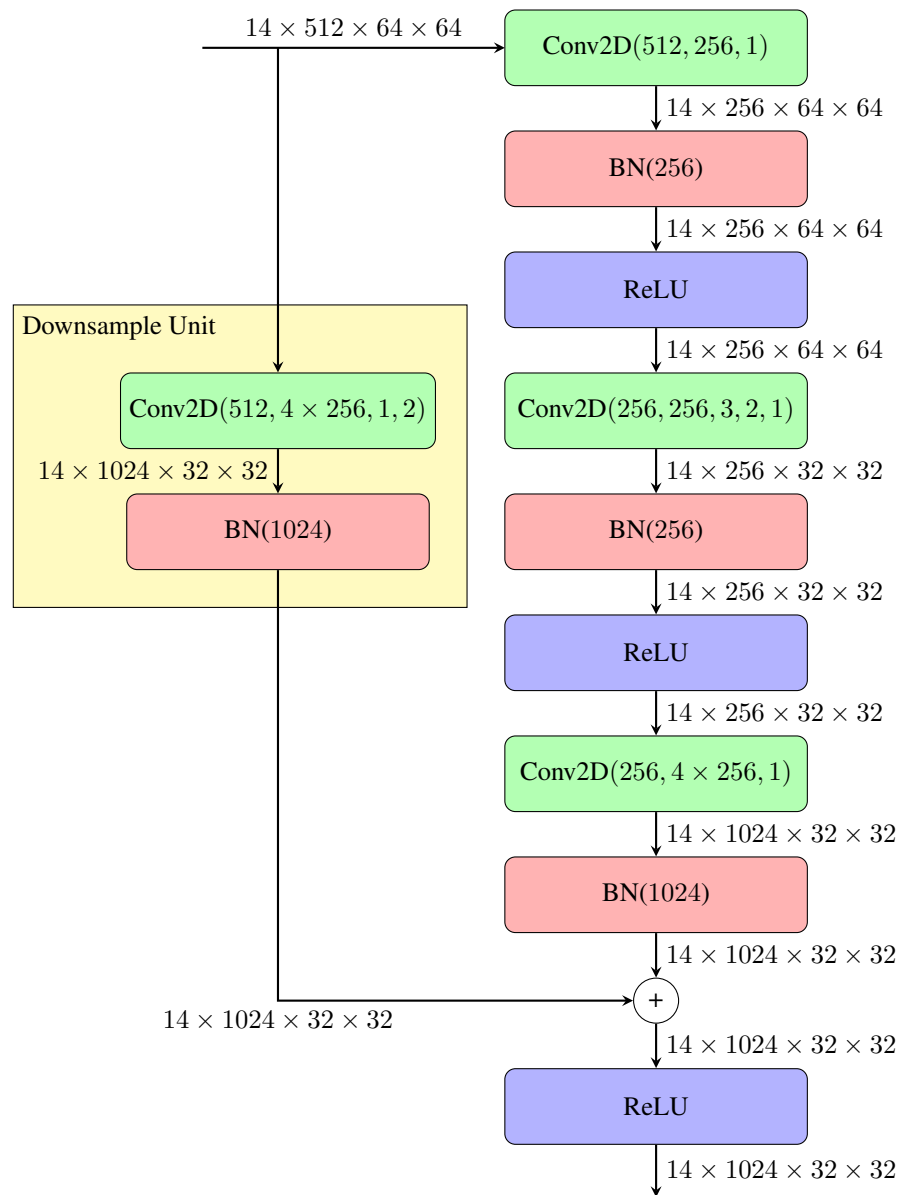 14 × 512 × 64 × 64
Conv2D(512, 256, 1)
14 × 256 × 64 × 64
BN(256)
14 × 256 × 64 × 64
ReLU
14 × 256 × 64 × 64
Downsample Unit
Conv2D(512, 4 × 256, 1, 2)
14 × 1024 × 32 × 32
BN(1024)
Conv2D(256, 256, 3, 2, 1)
14 × 256 × 32 × 32
BN(256)
14 × 256 × 32 × 32
ReLU
14 × 256 × 32 × 32
Conv2D(256, 4 × 256, 1)
14 × 1024 × 32 × 32
BN(1024)
14 × 1024 × 32 × 32
+
14 × 1024 × 32 × 32
14 × 1024 × 32 × 32
ReLU
14 × 1024 × 32 × 32